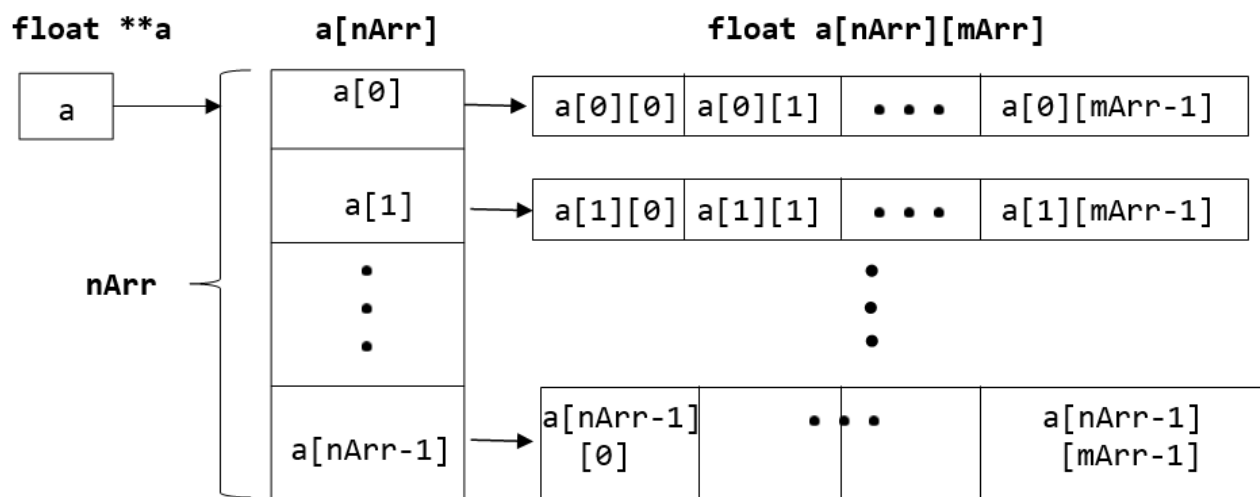 float **a a[nArr] float a[nArr][mArr]
a a[0] a[0][0] a[0][1] • • • a[0][mArr-1]
a[1] a[1][0] a[1][1] • • • a[1][mArr-1]
nArr
a[nArr-1] a[nArr-1] • • • a[nArr-1]
[0] [mArr-1]